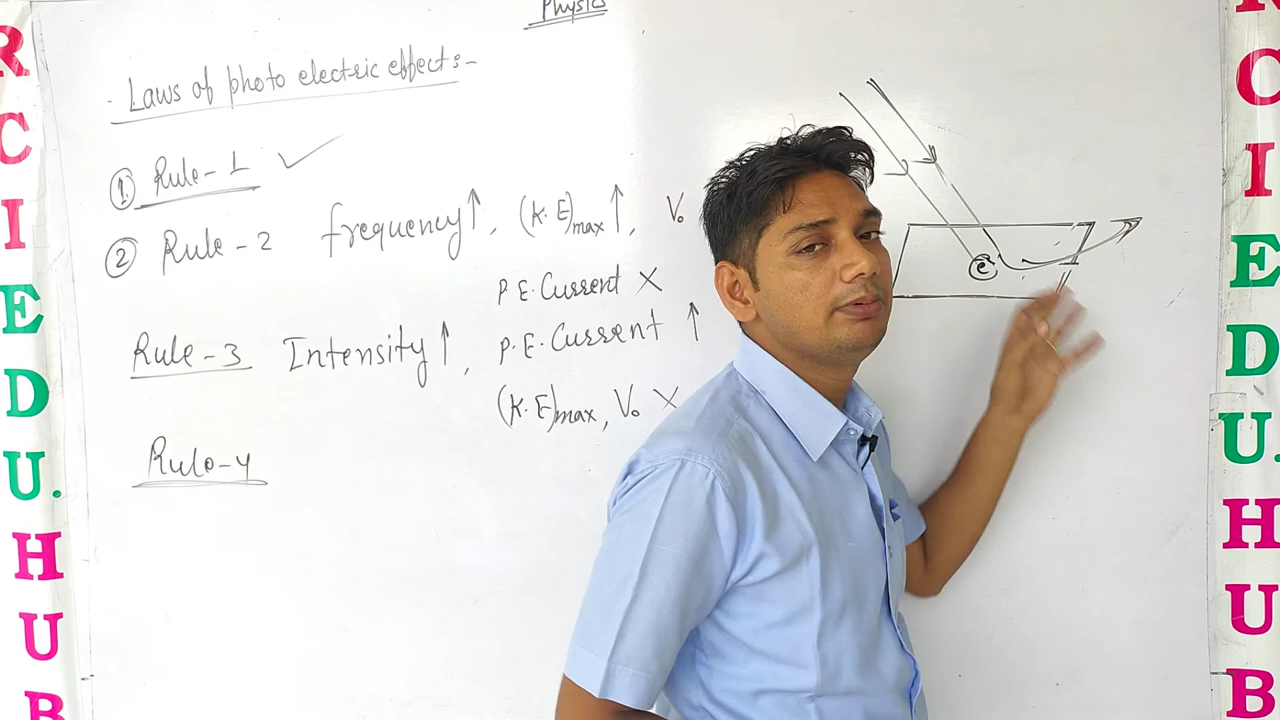 Physics
Laws of photo electric effect:-
① Rule-1 ✓
② Rule-2 frequency↑, (K.E)max↑, V₀
P.E. Current ×
Rule-3 Intensity↑, P.E. Current ↑
(K.E)max, V₀ ×
Rule-4
e⁻
R
C
I
E
D
U.
H
U
B
R
C
I
E
D
U.
H
U
B